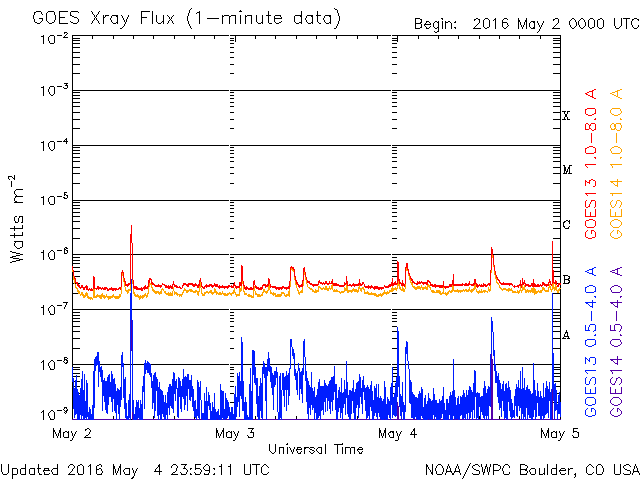 GOES Xray Flux (1-minute data)
Begin: 2016 May 2 0000 UTC
10⁻²
10⁻³
10⁻⁴
10⁻⁵
10⁻⁶
10⁻⁷
10⁻⁸
10⁻⁹
Watts m⁻²
X
M
C
B
A
GOES13 1.0-8.0 A
GOES14 1.0-8.0 A
GOES13 0.5-4.0 A
GOES14 0.5-4.0 A
May 2
May 3
May 4
May 5
Universal Time
Updated 2016 May 4 23:59:11 UTC
NOAA/SWPC Boulder, CO USA